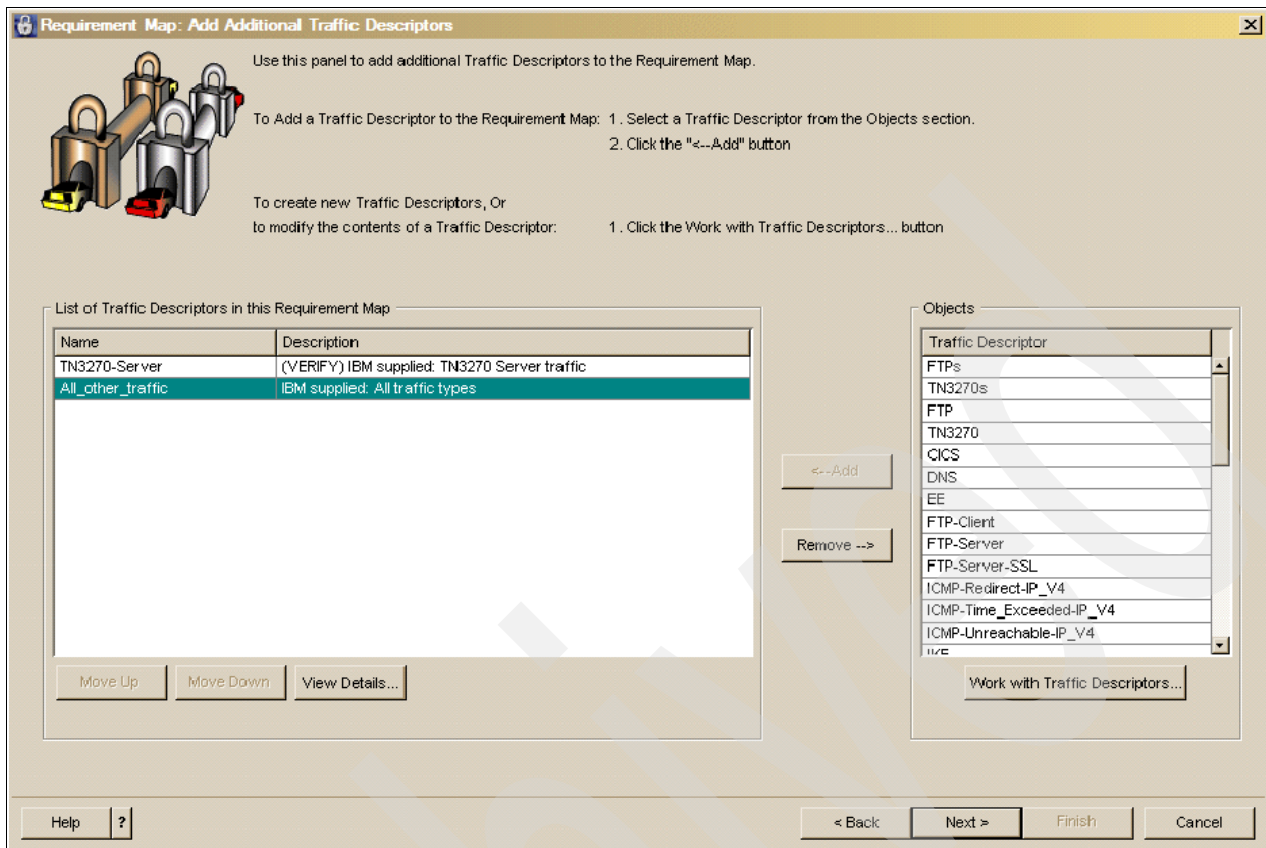 Requirement Map: Add Additional Traffic Descriptors
Use this panel to add additional Traffic Descriptors to the Requirement Map.
To Add a Traffic Descriptor to the Requirement Map: 1. Select a Traffic Descriptor from the Objects section.
2. Click the "<--Add" button
To create new Traffic Descriptors, Or
to modify the contents of a Traffic Descriptor: 1. Click the Work with Traffic Descriptors... button
List of Traffic Descriptors in this Requirement Map
Name Description
TN3270-Server (VERIFY) IBM supplied: TN3270 Server traffic
All_other_traffic IBM supplied: All traffic types
Move Up Move Down View Details...
<--Add
Remove -->
Objects
Traffic Descriptor
FTPs
TN3270s
FTP
TN3270
CICS
DNS
EE
FTP-Client
FTP-Server
FTP-Server-SSL
ICMP-Redirect-IP_V4
ICMP-Time_Exceeded-IP_V4
ICMP-Unreachable-IP_V4
Work with Traffic Descriptors...
Help ? < Back Next > Finish Cancel